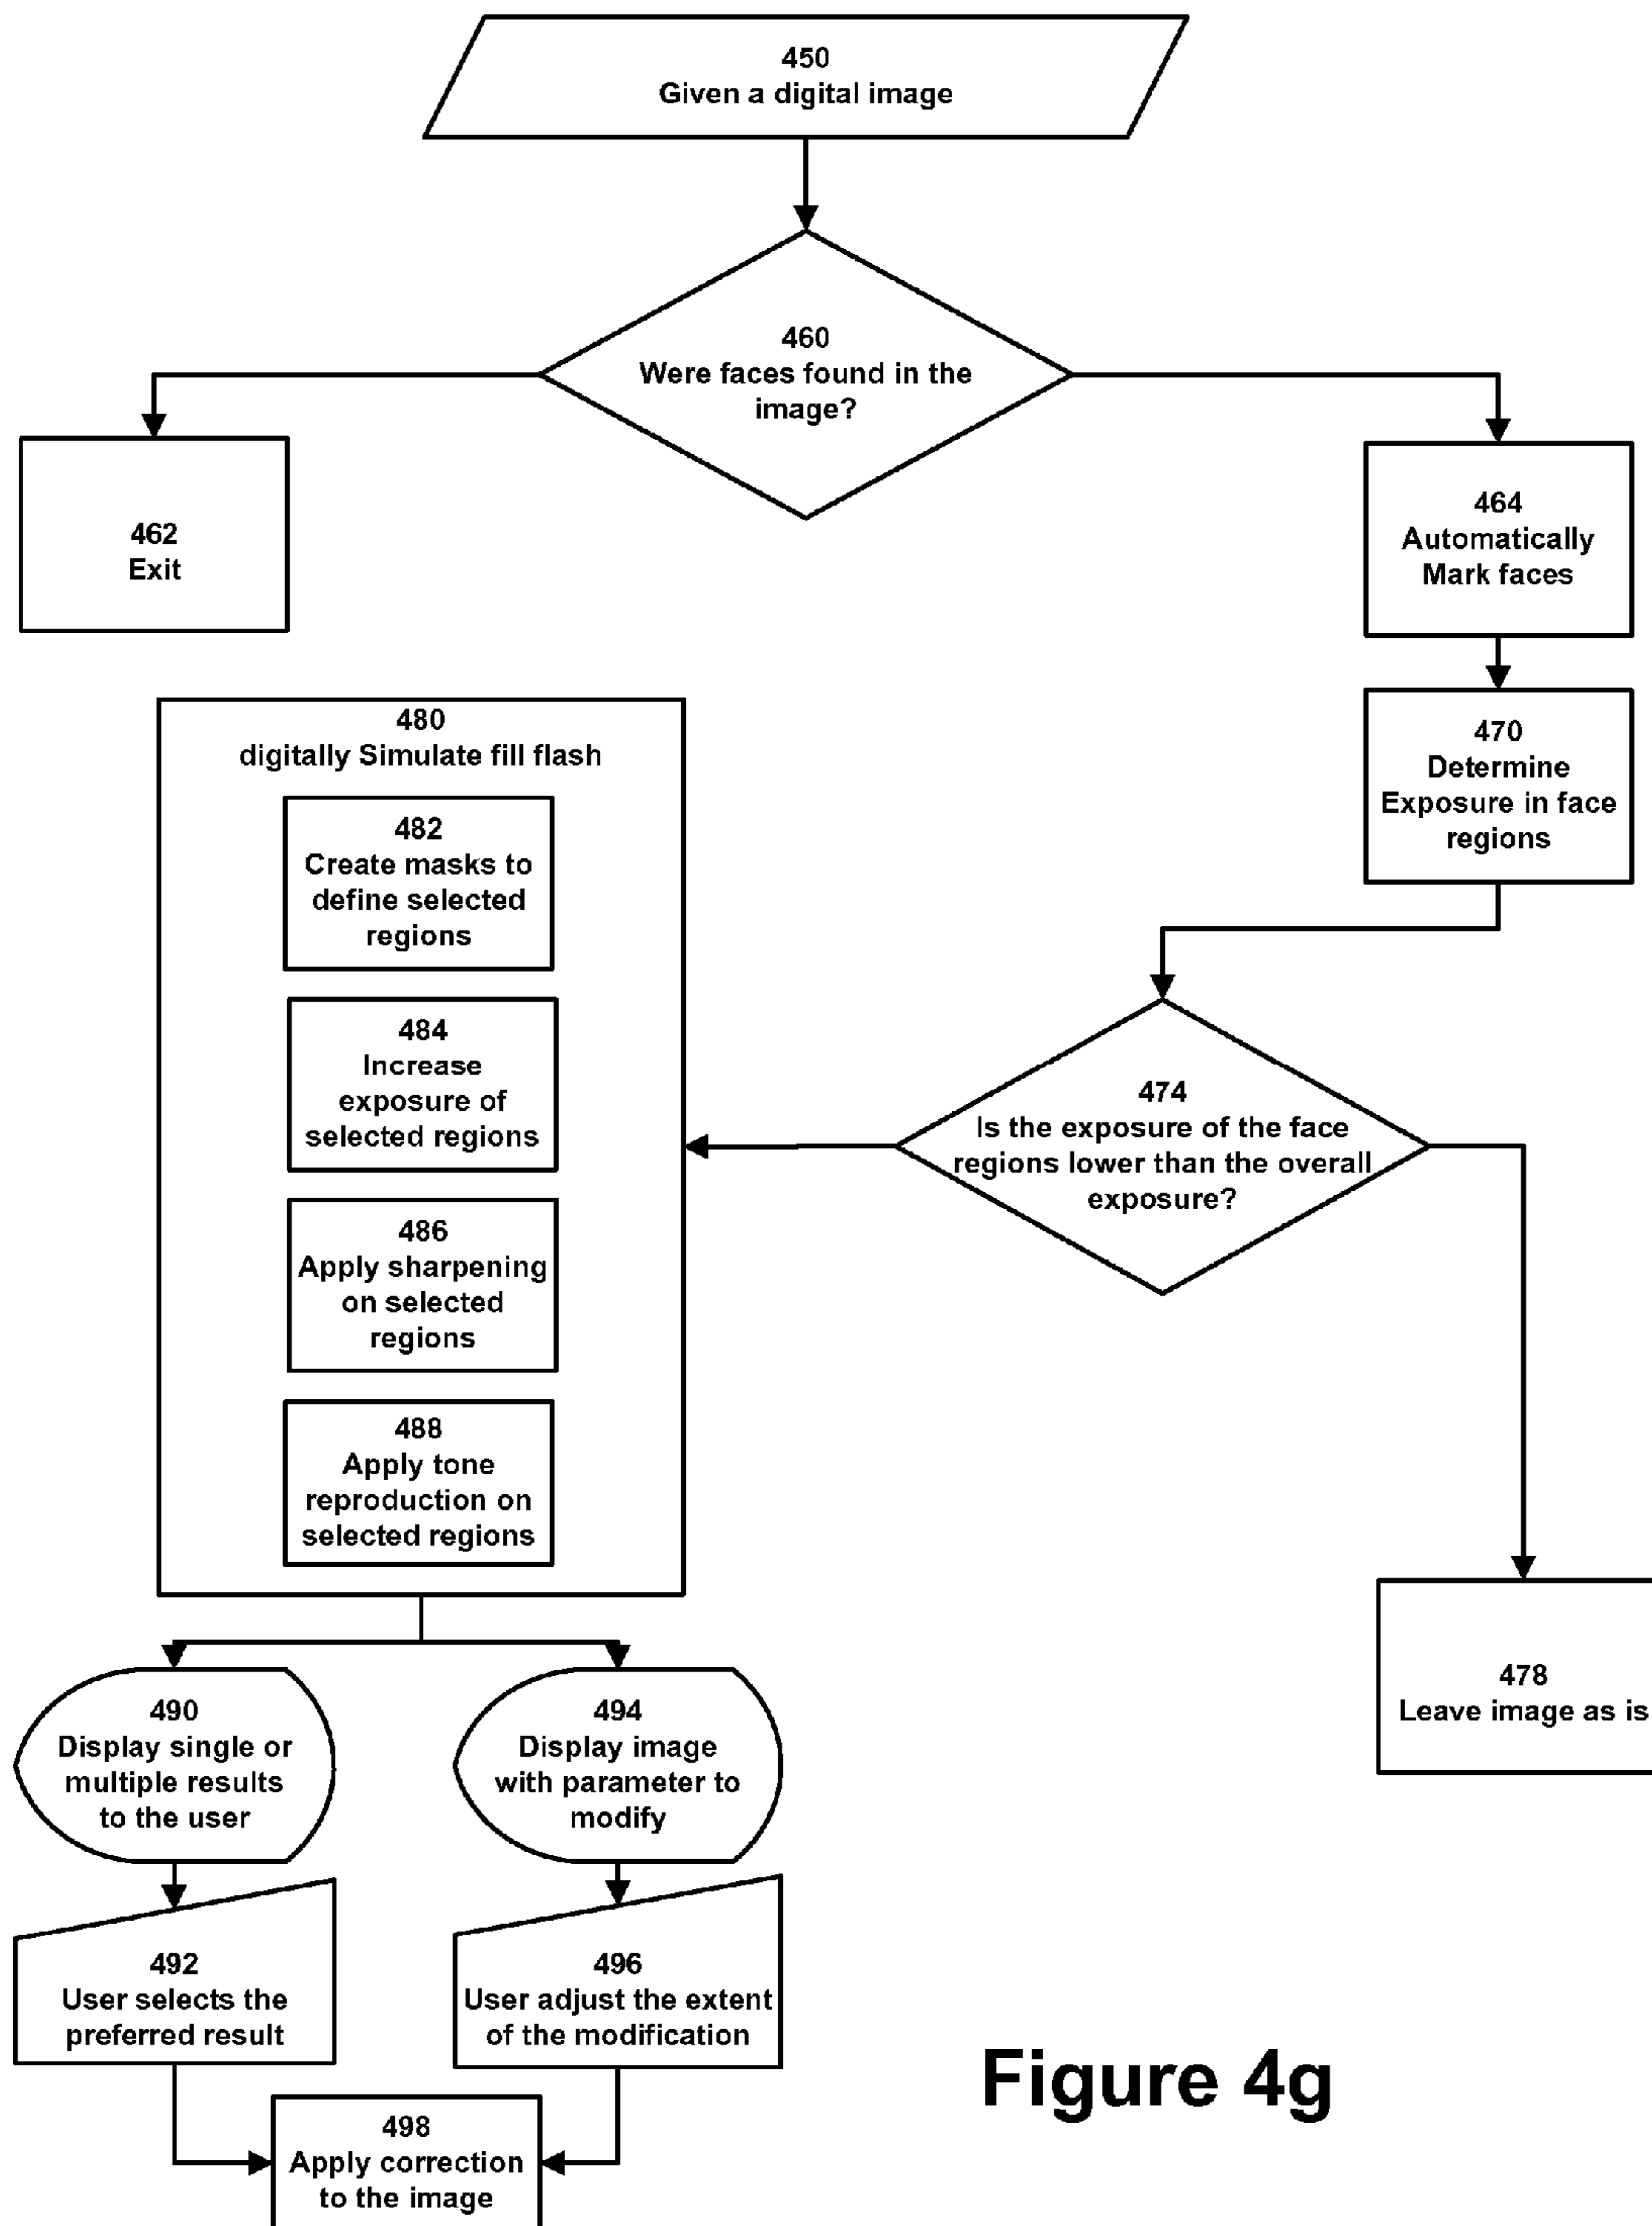 450
Given a digital image
460
Were faces found in the
image?
462
Exit
464
Automatically
Mark faces
470
Determine
Exposure in face
regions
474
Is the exposure of the face
regions lower than the overall
exposure?
478
Leave image as is
480
digitally Simulate fill flash
482
Create masks to
define selected
regions
484
Increase
exposure of
selected regions
486
Apply sharpening
on selected
regions
488
Apply tone
reproduction on
selected regions
490
Display single or
multiple results
to the user
492
User selects the
preferred result
494
Display image
with parameter to
modify
496
User adjust the extent
of the modification
498
Apply correction
to the image
Figure 4g